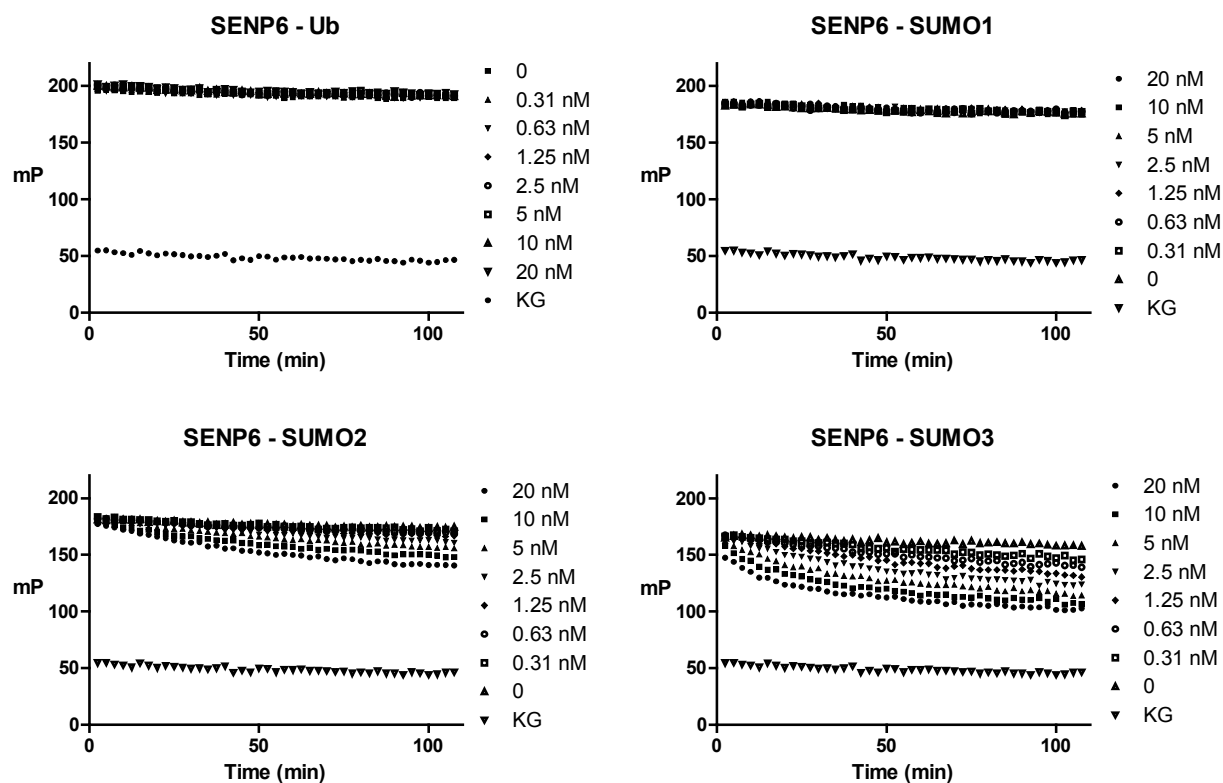 SENP6 - Ub
200
150
mP
100
50
0
0 50 100
Time (min)
0
0.31 nM
0.63 nM
1.25 nM
2.5 nM
5 nM
10 nM
20 nM
KG
SENP6 - SUMO1
200
150
mP
100
50
0
0 50 100
Time (min)
20 nM
10 nM
5 nM
2.5 nM
1.25 nM
0.63 nM
0.31 nM
0
KG
SENP6 - SUMO2
200
150
mP
100
50
0
0 50 100
Time (min)
20 nM
10 nM
5 nM
2.5 nM
1.25 nM
0.63 nM
0.31 nM
0
KG
SENP6 - SUMO3
200
150
mP
100
50
0
0 50 100
Time (min)
20 nM
10 nM
5 nM
2.5 nM
1.25 nM
0.63 nM
0.31 nM
0
KG